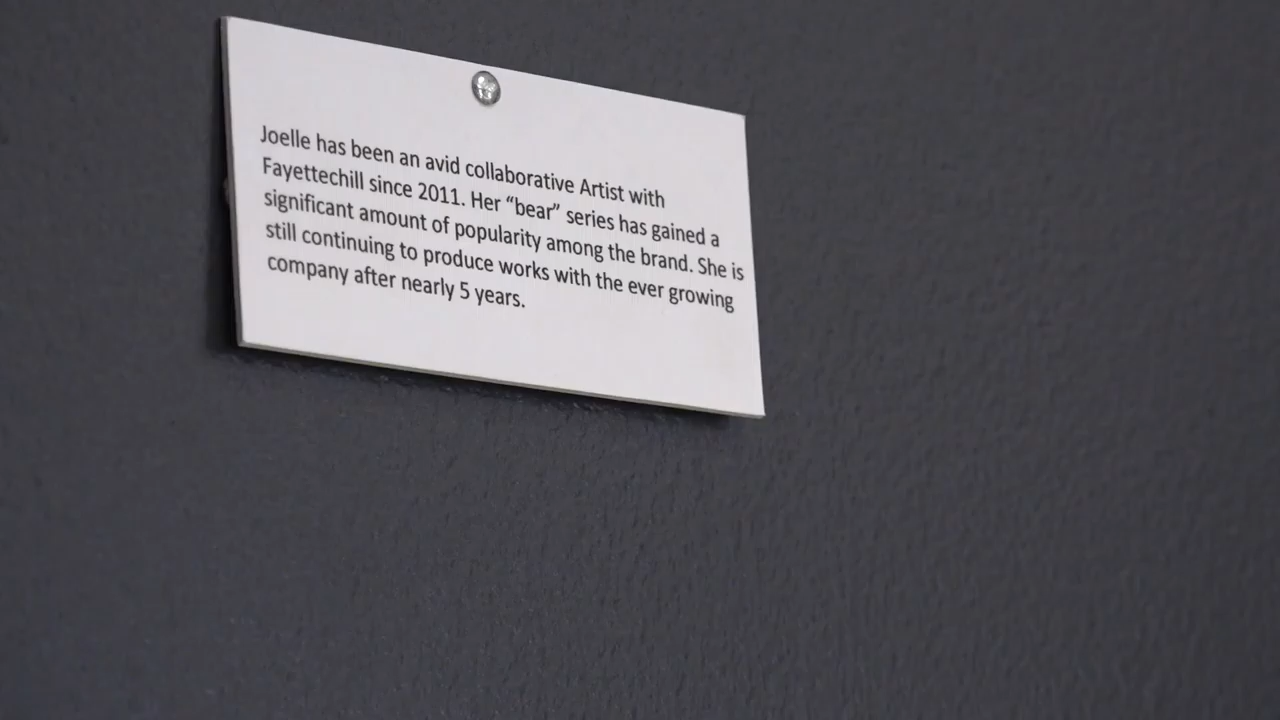 Joelle has been an avid collaborative Artist with
Fayettechill since 2011. Her “bear” series has gained a
significant amount of popularity among the brand. She is
still continuing to produce works with the ever growing
company after nearly 5 years.